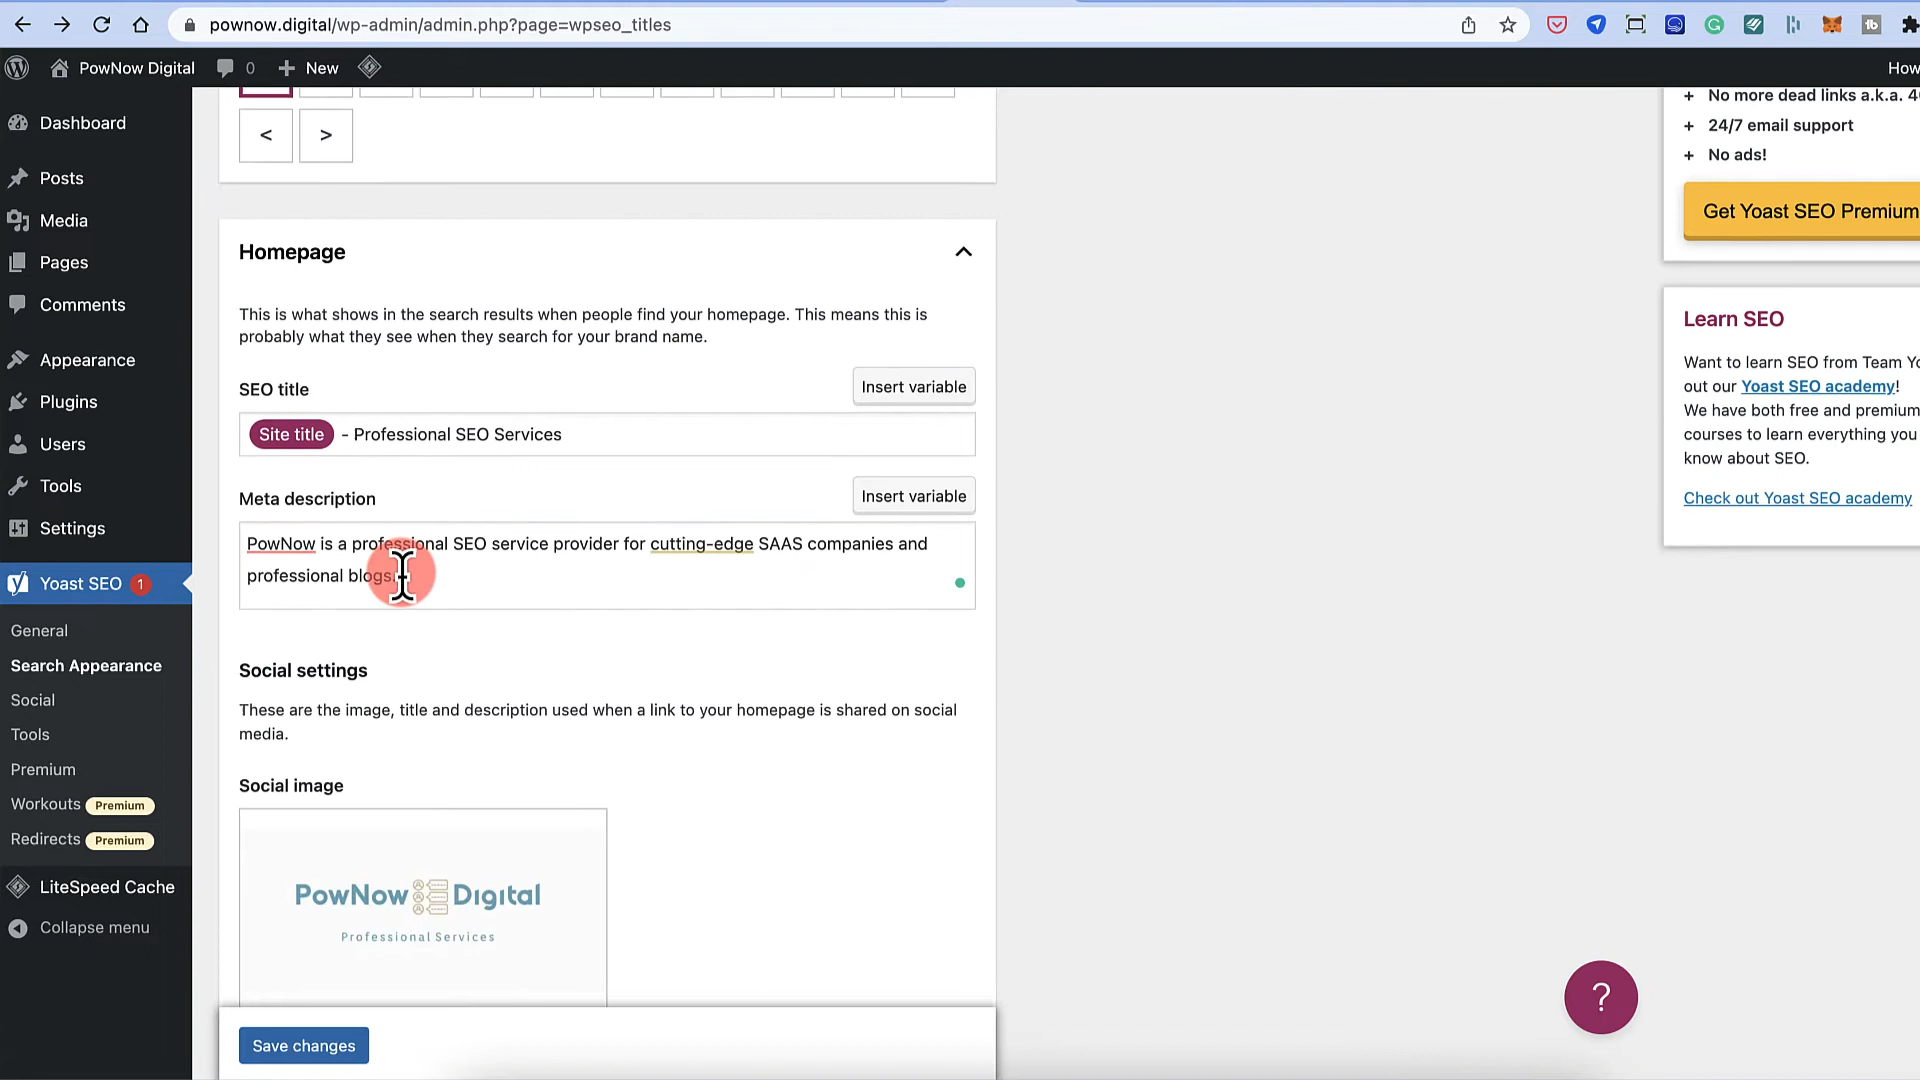 pownow.digital/wp-admin/admin.php?page=wpseo_titles
PowNow Digital
0
+ New
How
Dashboard
Posts
Media
Pages
Comments
Appearance
Plugins
Users
Tools
Settings
Yoast SEO 1
General
Search Appearance
Social
Tools
Premium
Workouts Premium
Redirects Premium
LiteSpeed Cache
Collapse menu
< >
Homepage
This is what shows in the search results when people find your homepage. This means this is
probably what they see when they search for your brand name.
SEO title
Insert variable
Site title - Professional SEO Services
Meta description
Insert variable
PowNow is a professional SEO service provider for cutting-edge SAAS companies and
professional blogs.
Social settings
These are the image, title and description used when a link to your homepage is shared on social
media.
Social image
PowNow Digital
Professional Services
Save changes
+ No more dead links a.k.a. 4
+ 24/7 email support
+ No ads!
Get Yoast SEO Premium
Learn SEO
Want to learn SEO from Team Yo
out our Yoast SEO academy!
We have both free and premium
courses to learn everything you
know about SEO.
Check out Yoast SEO academy
?